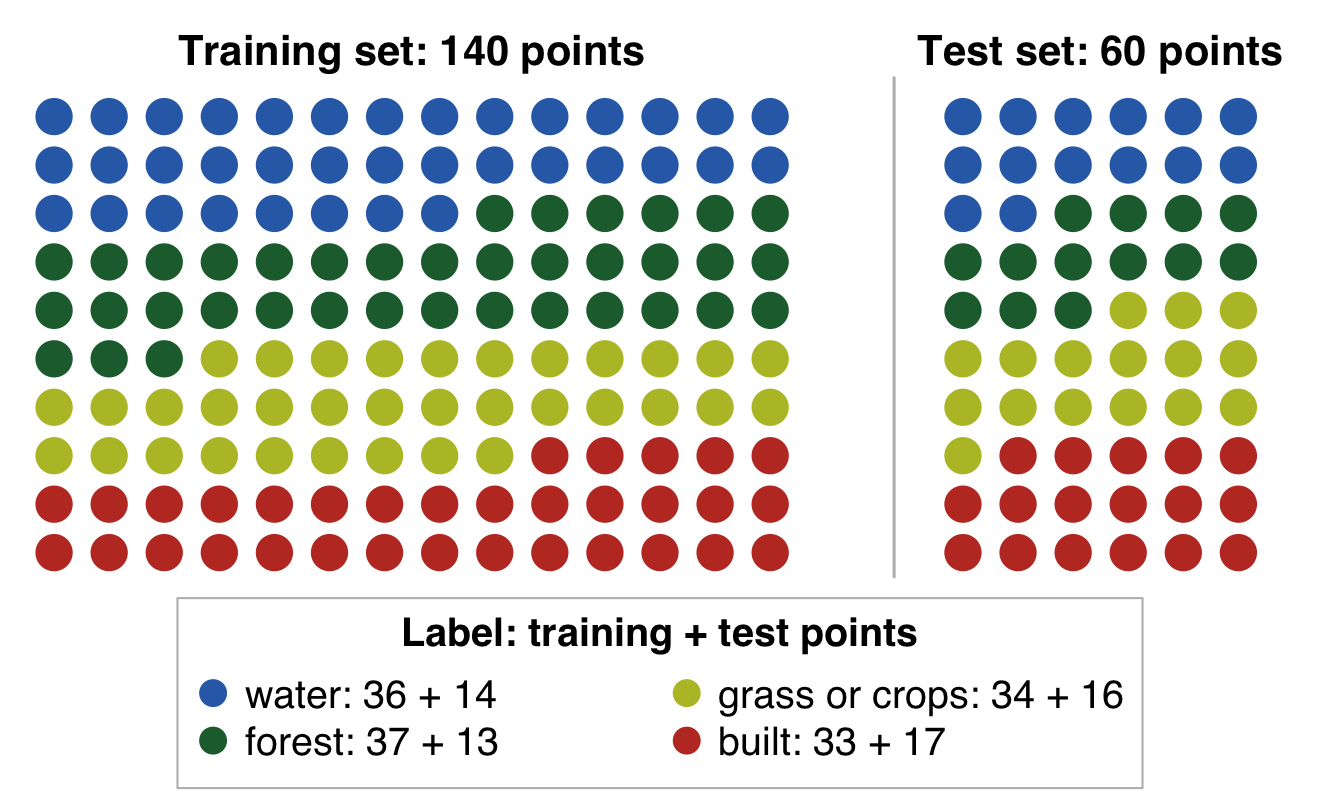 Training set: 140 points
Test set: 60 points
Label: training + test points
water: 36 + 14
grass or crops: 34 + 16
forest: 37 + 13
built: 33 + 17